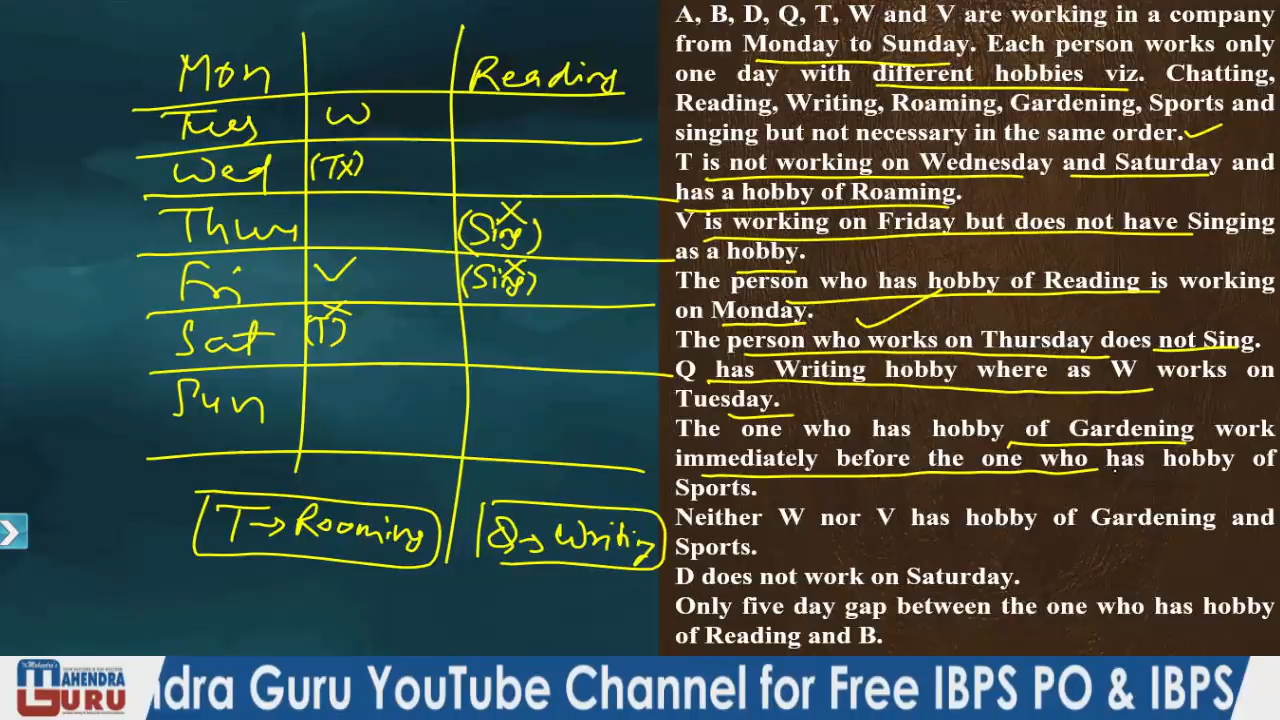 Mon Reading
Tues W
Wed (Tx)
Thurs (Sing)
Fri V (Sing)
Sat (T)
Sun
T→Rooming
Q→Writing
A, B, D, Q, T, W and V are working in a company
from Monday to Sunday. Each person works only
one day with different hobbies viz. Chatting,
Reading, Writing, Roaming, Gardening, Sports and
singing but not necessary in the same order.
T is not working on Wednesday and Saturday and
has a hobby of Roaming.
V is working on Friday but does not have Singing
as a hobby.
The person who has hobby of Reading is working
on Monday.
The person who works on Thursday does not Sing.
Q has Writing hobby where as W works on
Tuesday.
The one who has hobby of Gardening work
immediately before the one who has hobby of
Sports.
Neither W nor V has hobby of Gardening and
Sports.
D does not work on Saturday.
Only five day gap between the one who has hobby
of Reading and B.
MAHENDRA
GURU
ndra Guru YouTube Channel for Free IBPS PO & IBPS